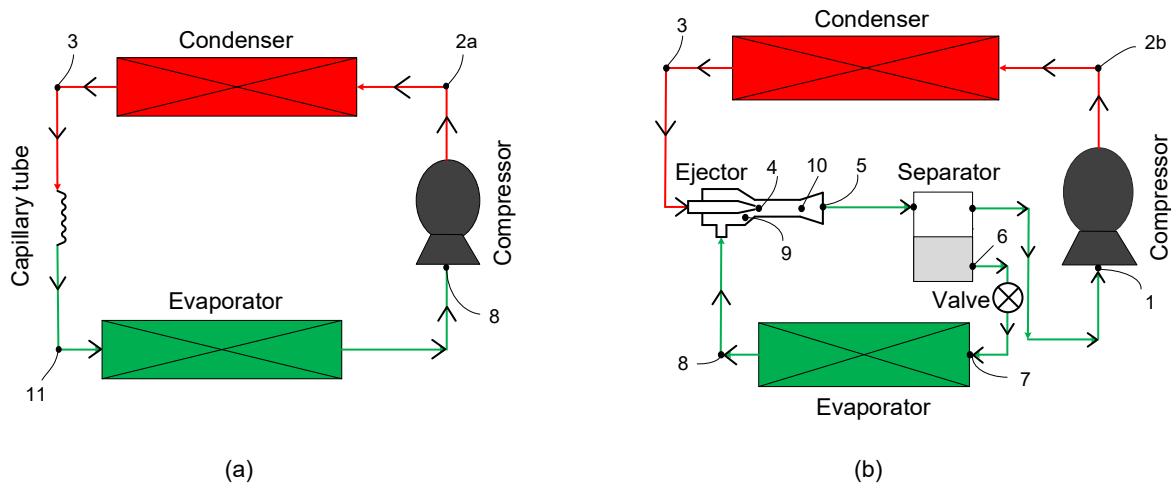 3
Condenser
2a
Capillary tube
Compressor
Evaporator
8
11
(a)
3
Condenser
2b
Ejector
4
10
5
Separator
9
6
Compressor
Valve
1
8
7
Evaporator
(b)